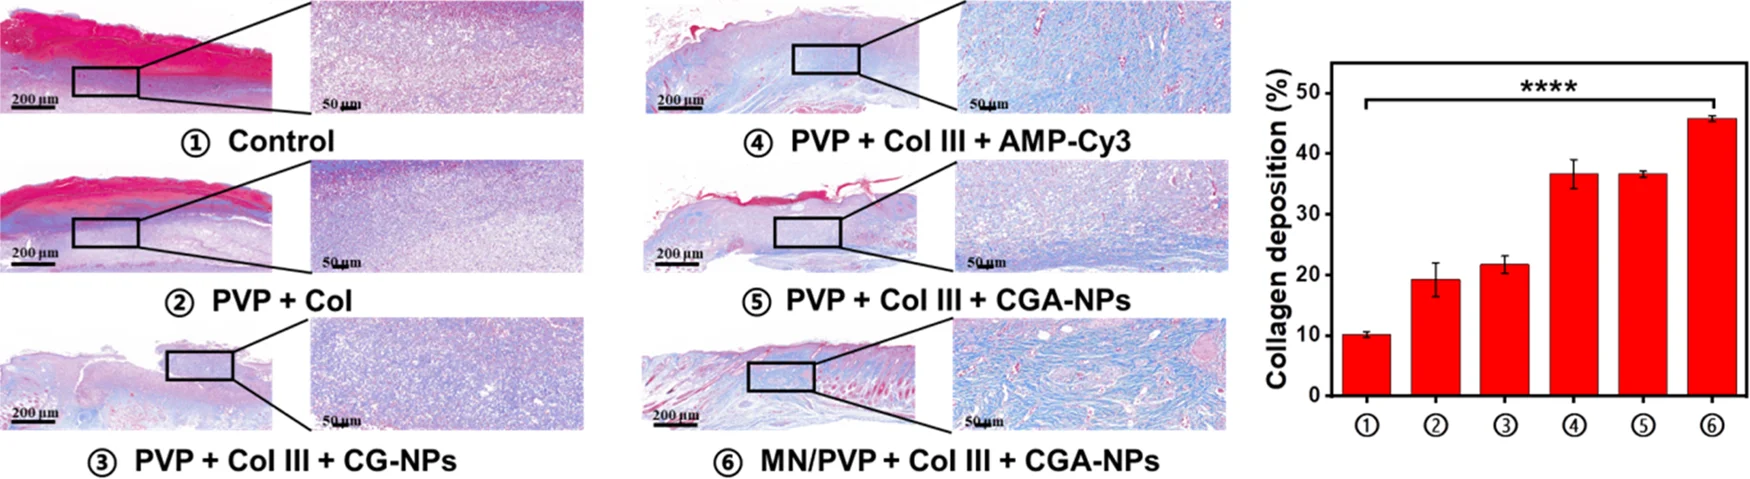 200 μm
50 μm
① Control
200 μm
50 μm
② PVP + Col
200 μm
50 μm
③ PVP + Col III + CG-NPs
200 μm
50 μm
④ PVP + Col III + AMP-Cy3
200 μm
50 μm
⑤ PVP + Col III + CGA-NPs
200 μm
50 μm
⑥ MN/PVP + Col III + CGA-NPs
Collagen deposition (%)
50
40
30
20
10
0
****
① ② ③ ④ ⑤ ⑥